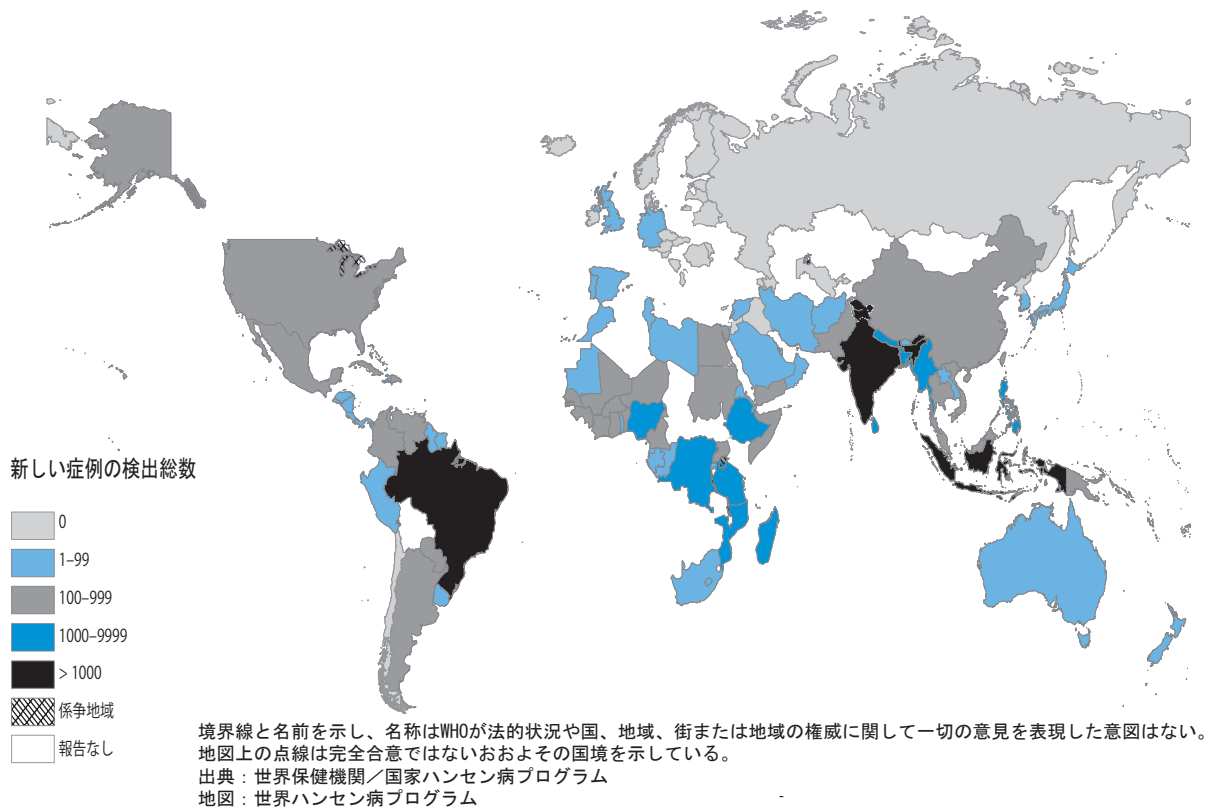 新しい症例の検出総数
0
1–99
100–999
1000–9999
> 1000
係争地域
報告なし
境界線と名前を示し、名称はWHOが法的状況や国、地域、街または地域の権威に関して一切の意見を表現した意図はない。
地図上の点線は完全合意ではないおおよその国境を示している。
出典：世界保健機関／国家ハンセン病プログラム
地図：世界ハンセン病プログラム